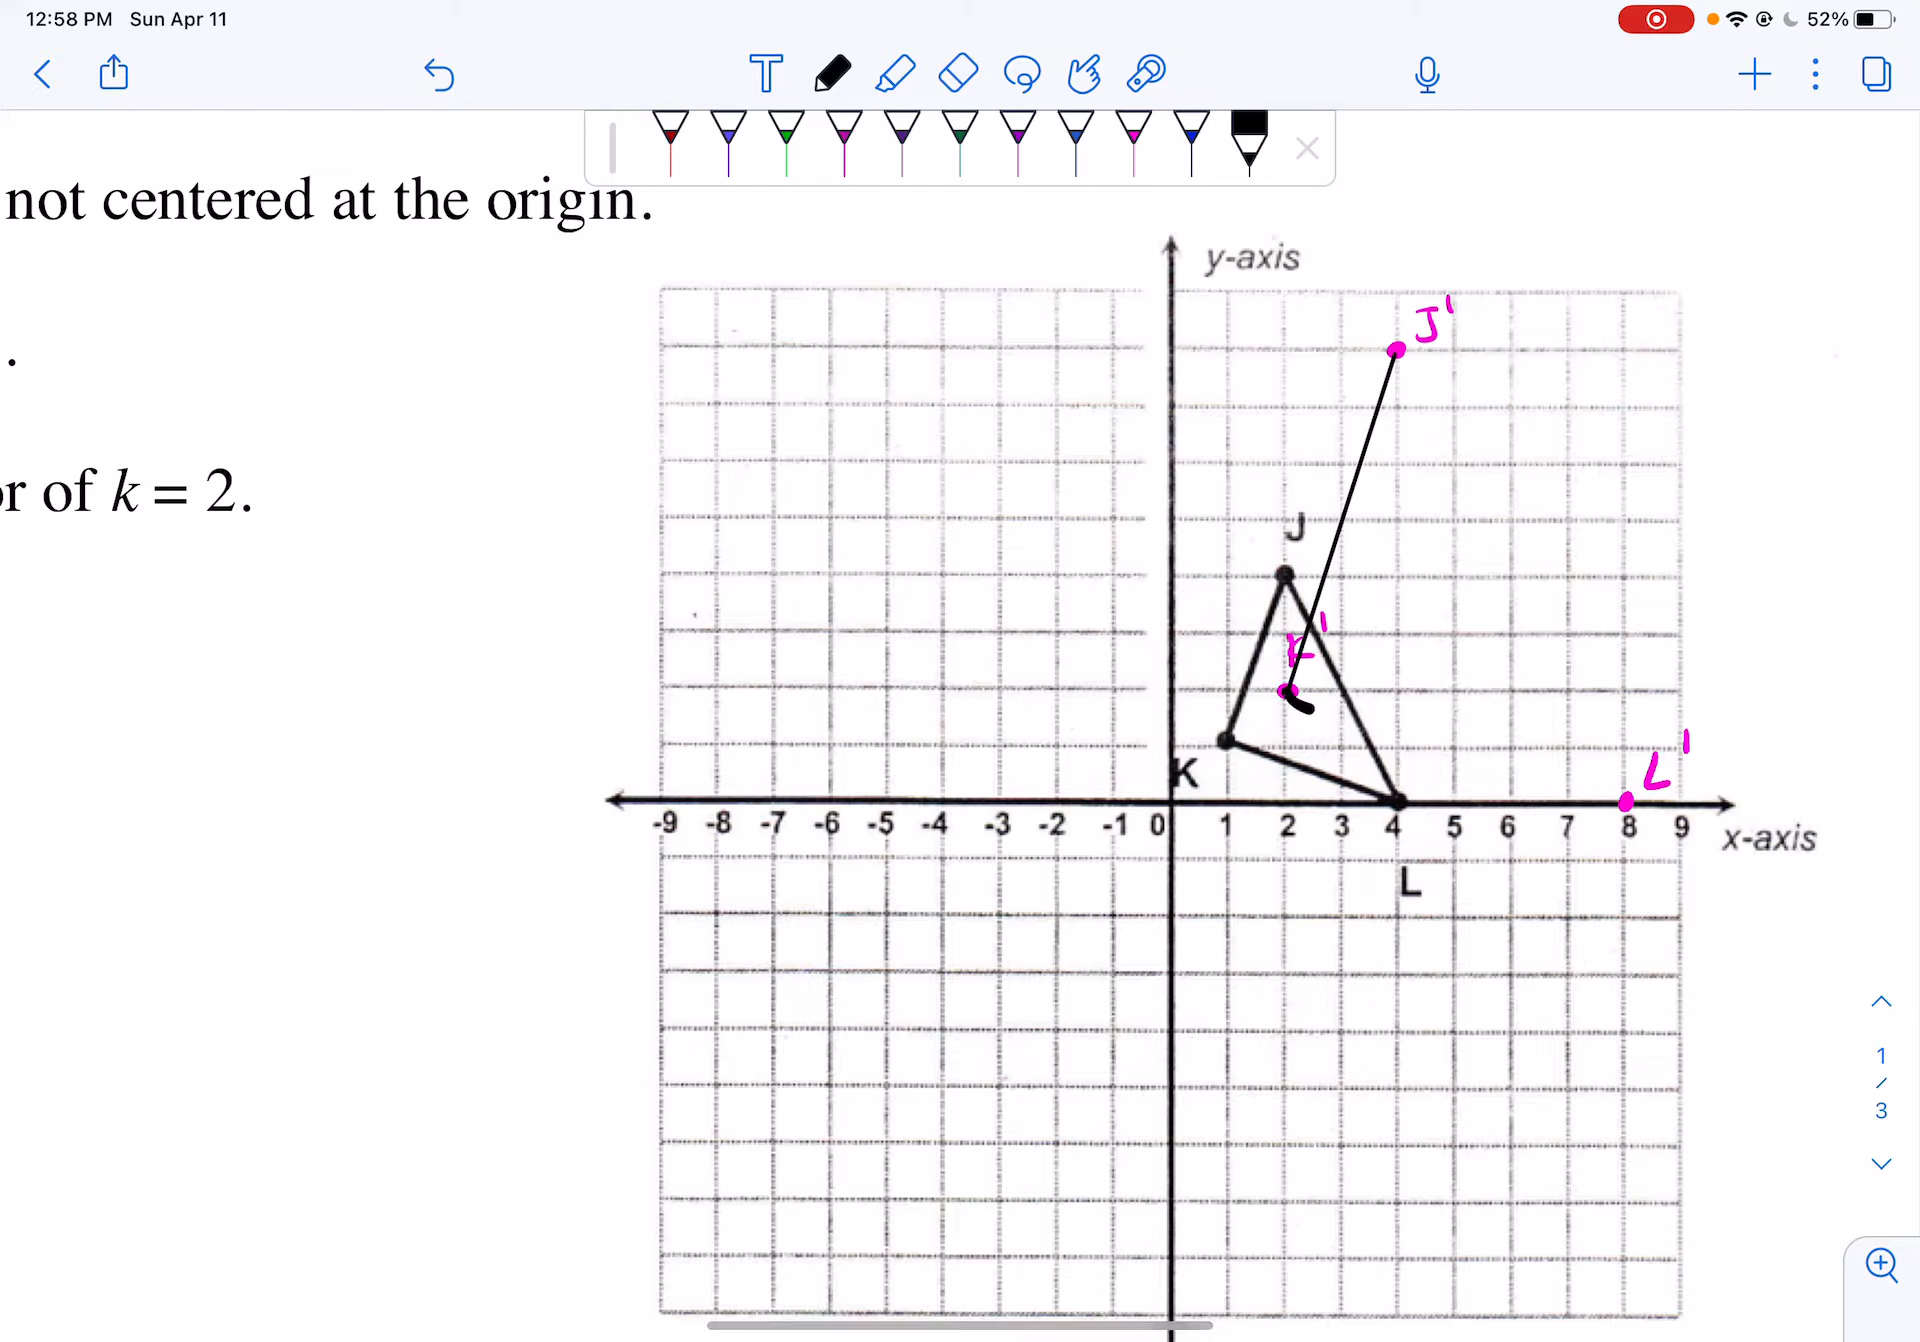 12:58 PM Sun Apr 11
52%
T
not centered at the origin.
y-axis
J'
.
r of k = 2.
J
K'
L'
K
-9 -8 -7 -6 -5 -4 -3 -2 -1 0 1 2 3 4 5 6 7 8 9
x-axis
L
1
/
3